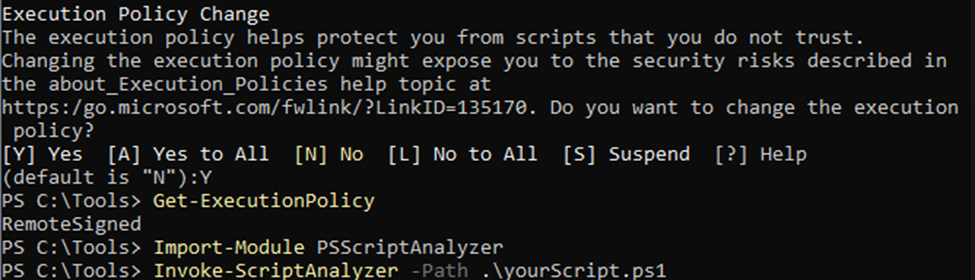 Execution Policy Change
The execution policy helps protect you from scripts that you do not trust.
Changing the execution policy might expose you to the security risks described in
the about_Execution_Policies help topic at
https:/go.microsoft.com/fwlink/?LinkID=135170. Do you want to change the execution
policy?
[Y] Yes  [A] Yes to All  [N] No  [L] No to All  [S] Suspend  [?] Help
(default is "N"):Y
PS C:\Tools> Get-ExecutionPolicy
RemoteSigned
PS C:\Tools> Import-Module PSScriptAnalyzer
PS C:\Tools> Invoke-ScriptAnalyzer -Path .\yourScript.ps1